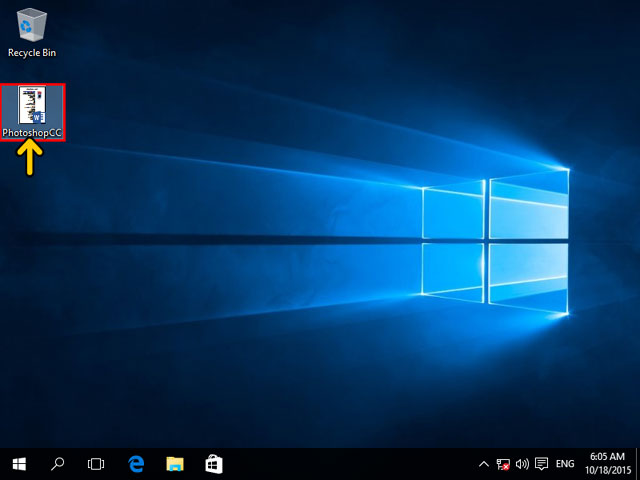 Recycle Bin
PhotoshopCC
ENG
6:05 AM
10/18/2015